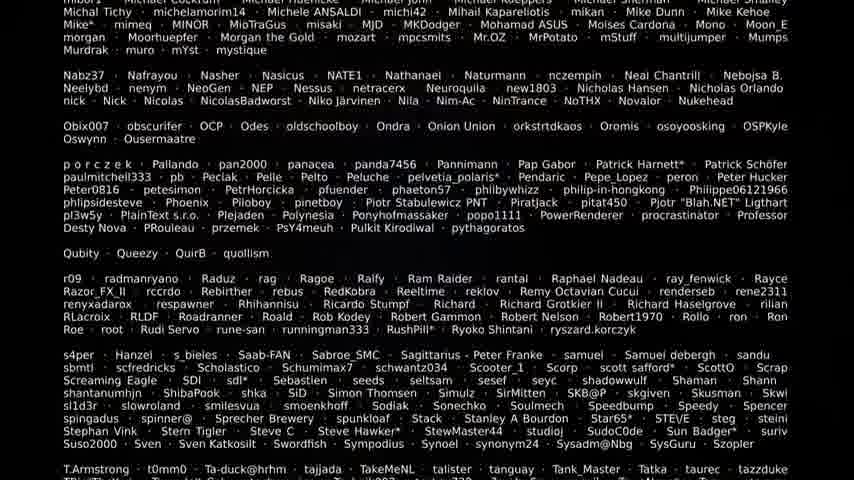 Michal Tichy · michelamorim14 · Michele ANSALDI · michj42 · Mihail Kapareliotis · mikan · Mike Dunn · Mike Kehoe
Mike* · mimeq · MINOR · MioTraGus · misaki · MJD · MKDodger · Mohamad ASUS · Moises Cardona · Mono · Moon_E
morgan · Moorhuepfer · Morgan the Gold · mozart · mpcsmits · Mr.OZ · MrPotato · mStuff · multijumper · Mumps
Murdrak · muro · mYst · mystique
Nabz37 · Nafrayou · Nasher · Nasicus · NATE1 · Nathanael · Naturmann · nczempin · Neal Chantrill · Nebojsa B.
Neelybd · nenym · NeoGen · NEP · Nessus · netracerx · Neuroquila · new1803 · Nicholas Hansen · Nicholas Orlando
nick · Nick · Nicolas · NicolasBadworst · Niko Järvinen · Nila · Nim-Ac · NinTrance · NoTHX · Novalor · Nukehead
Obix007 · obscurifer · OCP · Odes · oldschoolboy · Ondra · Onion Union · orkstrtdkaos · Oromis · osoyoosking · OSPKyle
Oswynn · Ousermaatre
p o r c z e k · Pallando · pan2000 · panacea · panda7456 · Pannimann · Pap Gabor · Patrick Harnett* · Patrick Schöfer
paulmitchell333 · pb · Peciak · Pelle · Pelto · Peluche · pelvetia_polaris* · Pendaric · Pepe_Lopez · peron · Peter Hucker
Peter0816 · petesimon · PetrHorcicka · pfuender · phaeton57 · philbywhizz · philip-in-hongkong · Philippe06121966
phlipsidesteve · Phoenix · Piloboy · pinetboy · Piotr Stabulewicz PNT · PiratJack · pitat450 · PJotr "Blah.NET" Ligthart
pl3w5y · PlainText s.r.o. · Plejaden · Polynesia · Ponyhofmassaker · popo1111 · PowerRenderer · procrastinator · Professor
Desty Nova · PRouleau · przemek · PsY4meuh · Pulkit Kirodiwal · pythagoratos
Qubity · Queezy · QuirB · quollism
r09 · radmanryano · Raduz · rag · Ragoe · Ralfy · Ram Raider · rantal · Raphael Nadeau · ray_fenwick · Rayce
Razor_FX_II · rccrdo · Rebirther · rebus · RedKobra · Reeltime · reklov · Remy Octavian Cucui · renderseb · rene2311
renyxadarox · respawner · Rhihannisu · Ricardo Stumpf · Richard · Richard Grotkier II · Richard Haselgrove · rilian
RLacroix · RLDF · Roadranner · Roald · Rob Kodey · Robert Gammon · Robert Nelson · Robert1970 · Rollo · ron · Ron
Roe · root · Rudi Servo · rune-san · runningman333 · RushPill* · Ryoko Shintani · ryszard.korczyk
s4per · Hanzel · s_bieles · Saab-FAN · Sabroe_SMC · Sagittarius - Peter Franke · samuel · Samuel debergh · sandu ·
sbmtl · scfredricks · Scholastico · Schumimax7 · schwantz034 · Scooter_1 · Scorp · scott safford* · ScottO · Scrap
Screaming Eagle · SDI · sdl* · Sebastien · seeds · seltsam · sesef · seyc · shadowwulf · Shaman · Shann ·
shantanumhjn · ShibaPook · shka · SiD · Simon Thomsen · Simulz · SirMitten · SKB@P · skgiven · Skusman · Skwi
sl1d3r · slowroland · smilesvua · smoenkhoff · Sodiak · Sonechko · Soulmech · Speedbump · Speedy · Spencer
spingadus · spinner@ · Sprecher Brewery · spunkloaf · Stack · Stanley A Bourdon · Star65* · STE\/E · steg · steini
Stephan Vink · Stern Tigler · Steve C · Steve Hawker* · StewMaster44 · studioj · SudoC0de · Sun Badger* · suriv
Suso2000 · Sven · Sven Katkosilt · Swordfish · Sympodius · Synoel · synonym24 · Sysadm@Nbg · SysGuru · Szopler
T.Armstrong · t0mm0 · Ta-duck@hrhm · tajjada · TakeMeNL · talister · tanguay · Tank_Master · Tatka · taurec · tazzduke